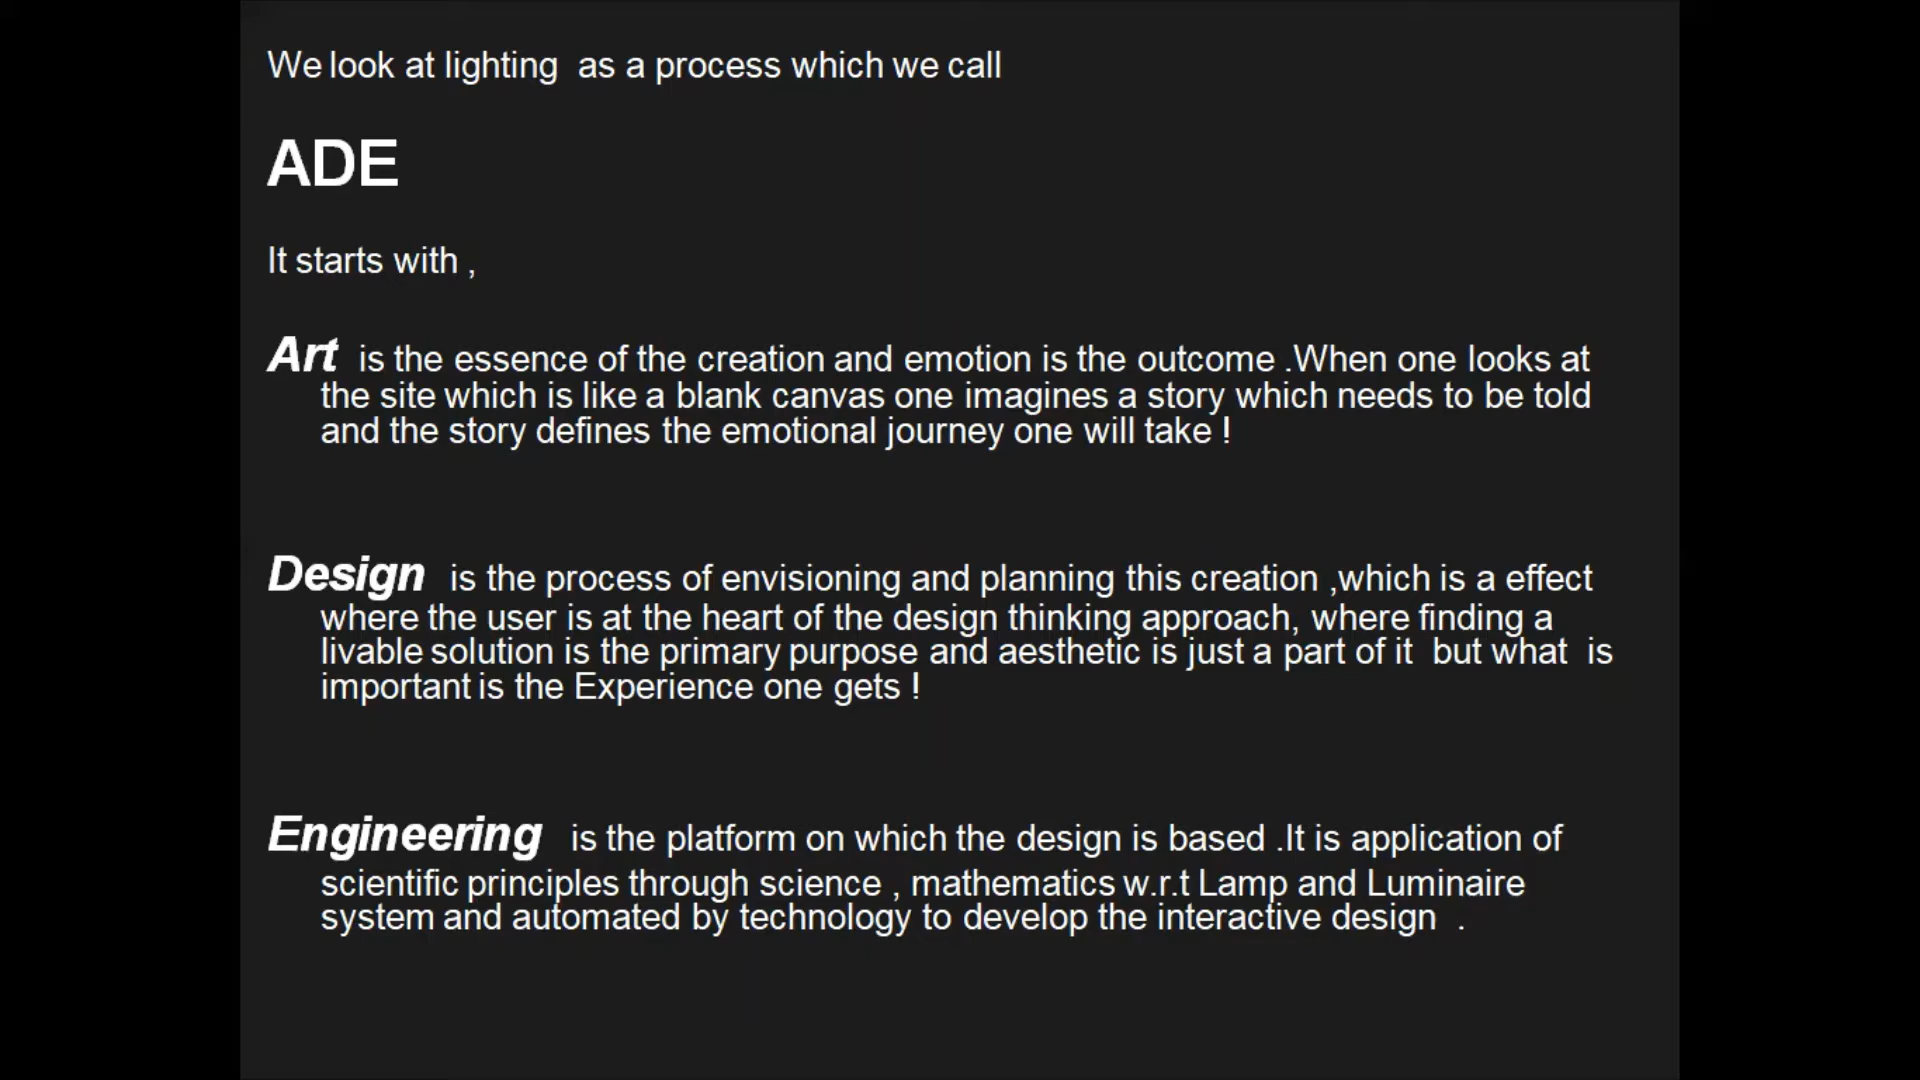 We look at lighting  as a process which we call
ADE
It starts with ,
Art  is the essence of the creation and emotion is the outcome .When one looks at
the site which is like a blank canvas one imagines a story which needs to be told
and the story defines the emotional journey one will take !
Design  is the process of envisioning and planning this creation ,which is a effect
where the user is at the heart of the design thinking approach, where finding a
livable solution is the primary purpose and aesthetic is just a part of it  but what  is
important is the Experience one gets !
Engineering  is the platform on which the design is based .It is application of
scientific principles through science , mathematics w.r.t Lamp and Luminaire
system and automated by technology to develop the interactive design  .